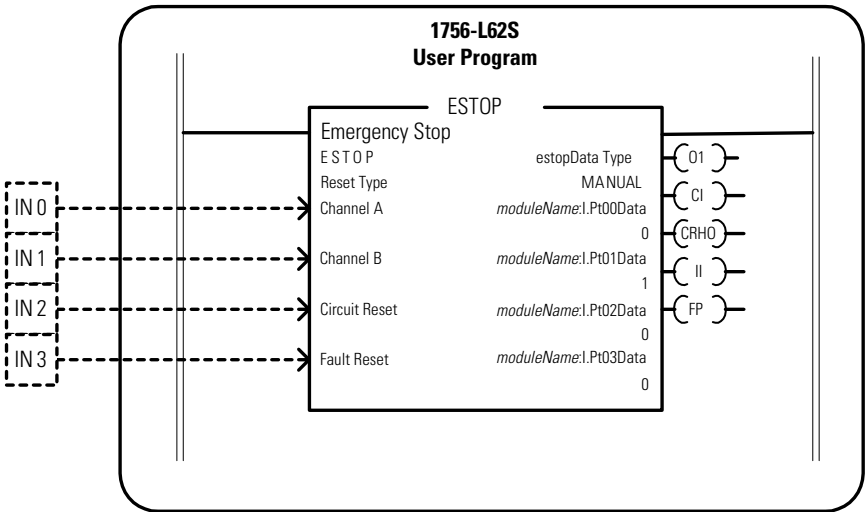 1756-L62S
User Program
ESTOP
Emergency Stop
E S T O P estopData Type
Reset Type MANUAL
Channel A moduleName:I.Pt00Data
0
Channel B moduleName:I.Pt01Data
1
Circuit Reset moduleName:I.Pt02Data
0
Fault Reset moduleName:I.Pt03Data
0
IN 0
IN 1
IN 2
IN 3
O1
CI
CRHO
II
FP